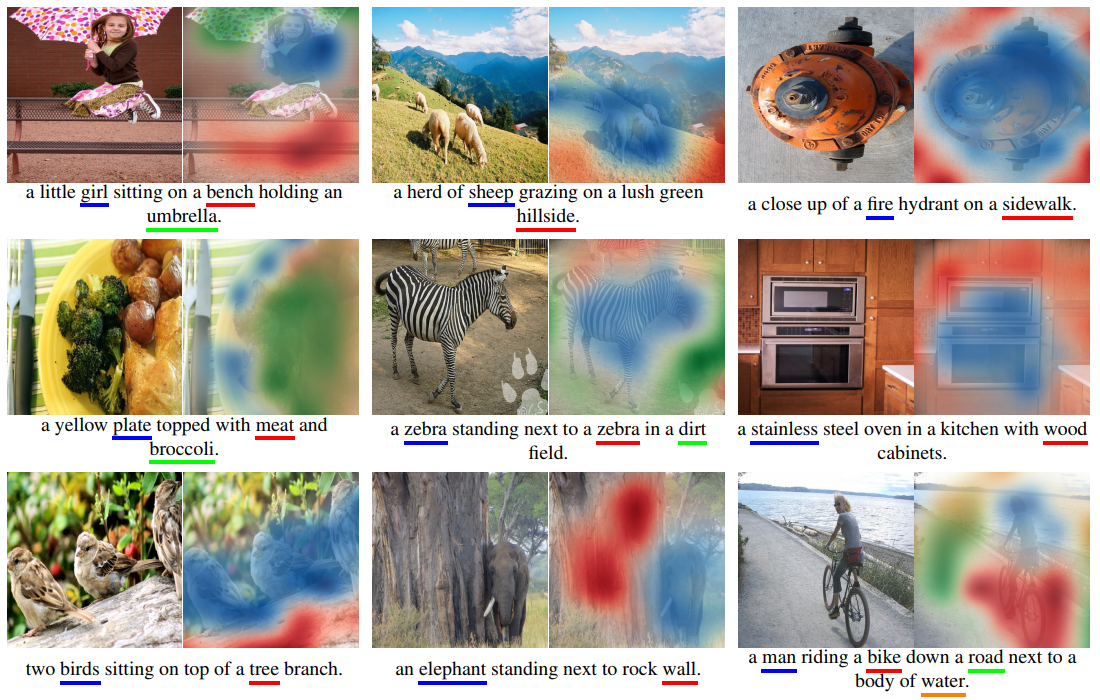 a little girl sitting on a bench holding an
umbrella.
a herd of sheep grazing on a lush green
hillside.
a close up of a fire hydrant on a sidewalk.
a yellow plate topped with meat and
broccoli.
a zebra standing next to a zebra in a dirt
field.
a stainless steel oven in a kitchen with wood
cabinets.
two birds sitting on top of a tree branch.
an elephant standing next to rock wall.
a man riding a bike down a road next to a
body of water.